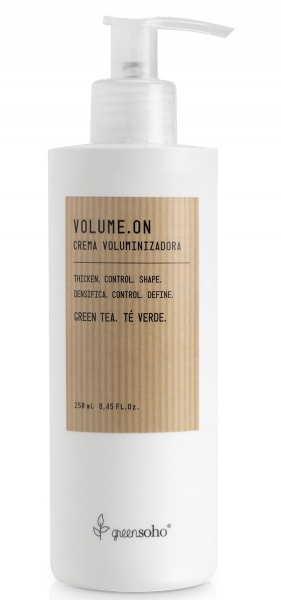 VOLUME.ON
CREMA VOLUMINIZADORA
THICKEN. CONTROL. SHAPE.
DENSIFICA. CONTROL. DEFINE.
GREEN TEA. TÉ VERDE.
250 ml. 8,45 FL.Oz.
greensoho®